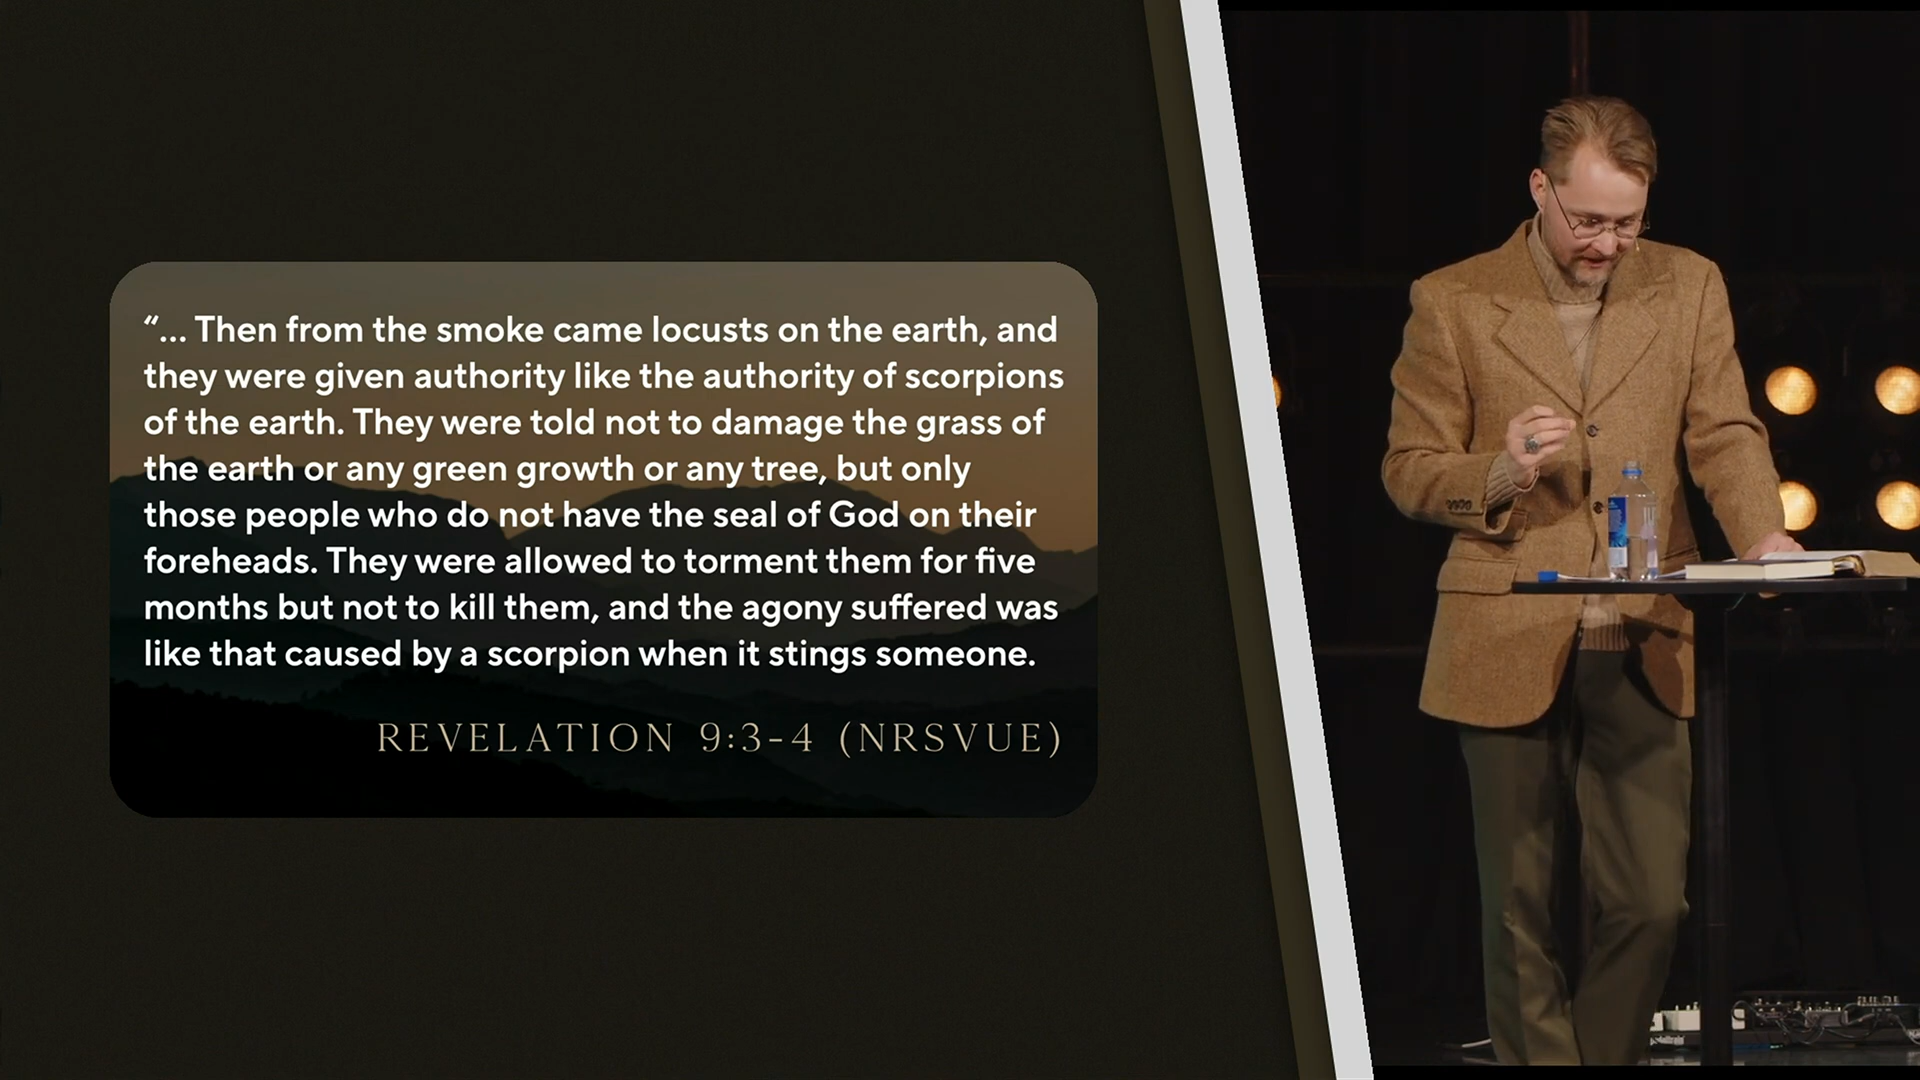 “... Then from the smoke came locusts on the earth, and
they were given authority like the authority of scorpions
of the earth. They were told not to damage the grass of
the earth or any green growth or any tree, but only
those people who do not have the seal of God on their
foreheads. They were allowed to torment them for five
months but not to kill them, and the agony suffered was
like that caused by a scorpion when it stings someone.
REVELATION 9:3-4 (NRSVUE)